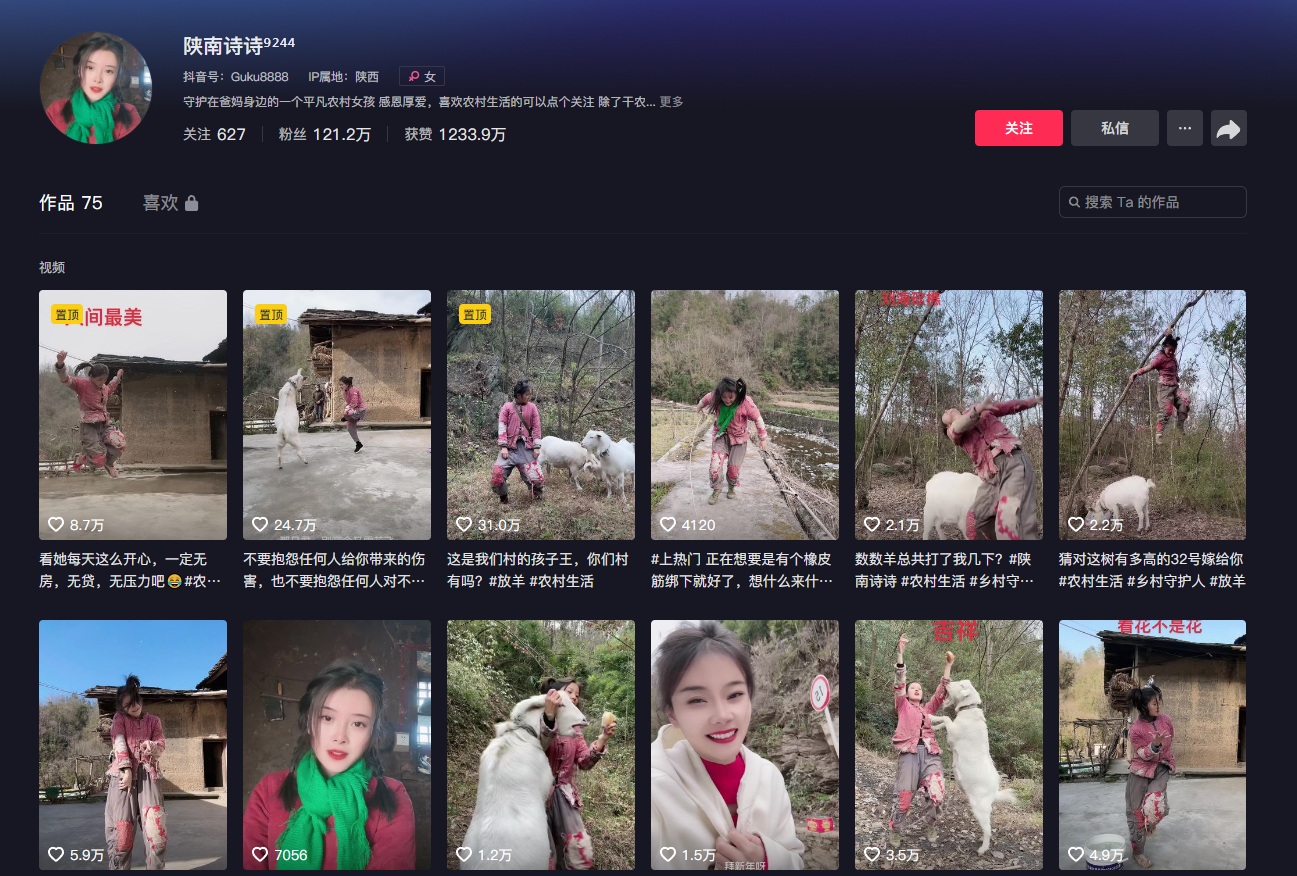 陕南诗诗9244
抖音号：Guku8888 IP属地：陕西 女
守护在爸妈身边的一个平凡农村女孩 感恩厚爱，喜欢农村生活的可以点个关注 除了干农... 更多
关注 627 粉丝 121.2万 获赞 1233.9万
关注 私信
作品 75 喜欢
搜索 Ta 的作品
视频
置顶
间最美
置顶
置顶
8.7万
24.7万
31.0万
4120
2.1万
2.2万
看她每天这么开心，一定无
房，无贷，无压力吧😂#农…
不要抱怨任何人给你带来的伤
害，也不要抱怨任何人对不…
这是我们村的孩子王，你们村
有吗？#放羊 #农村生活
#上热门 正在想要是有个橡皮
筋绑下就好了，想什么来什…
数数羊总共打了我几下？#陕
南诗诗 #农村生活 #乡村守…
猜对这树有多高的32号嫁给你
#农村生活 #乡村守护人 #放羊
吉祥
看花不是花
5.9万
7056
1.2万
1.5万
拜新年呀
3.5万
4.9万